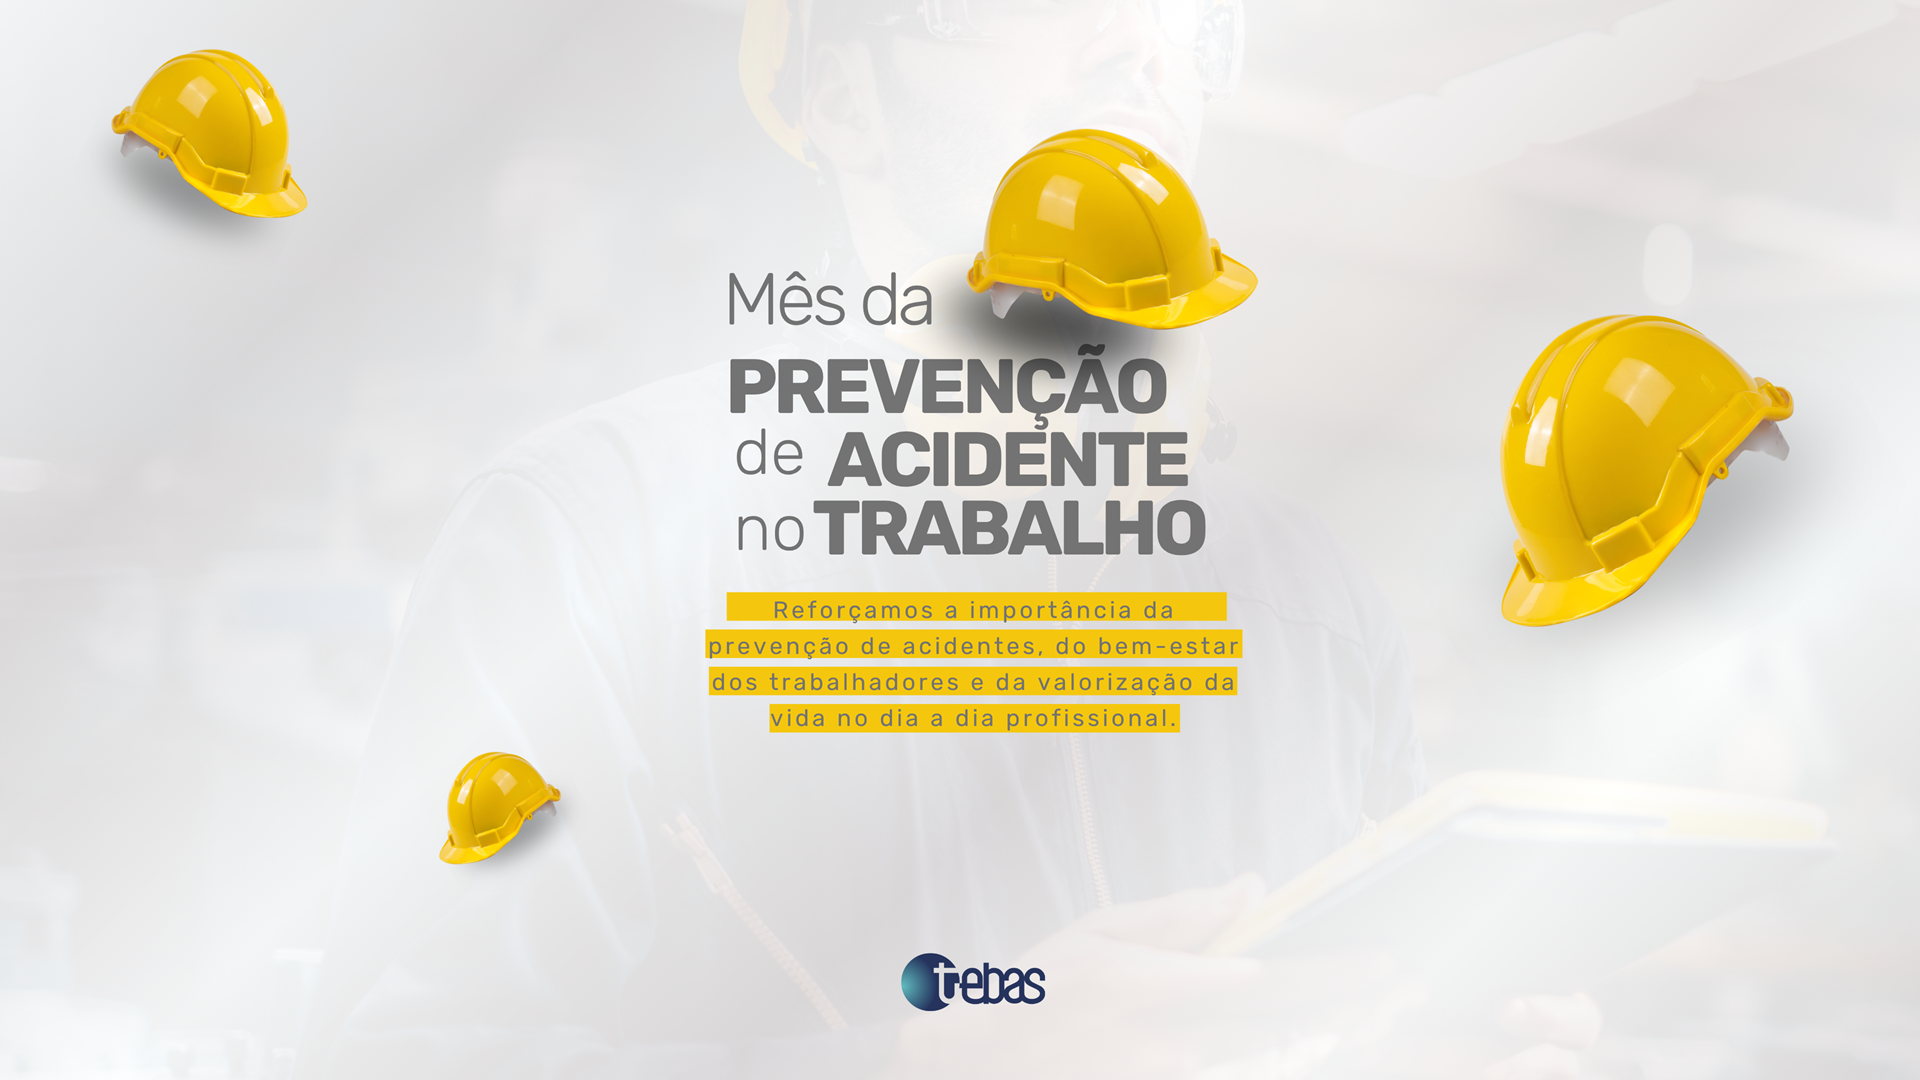 Mês da
PREVENÇÃO
de ACIDENTE
no TRABALHO
Reforçamos a importância da
prevenção de acidentes, do bem-estar
dos trabalhadores e da valorização da
vida no dia a dia profissional.
trebas